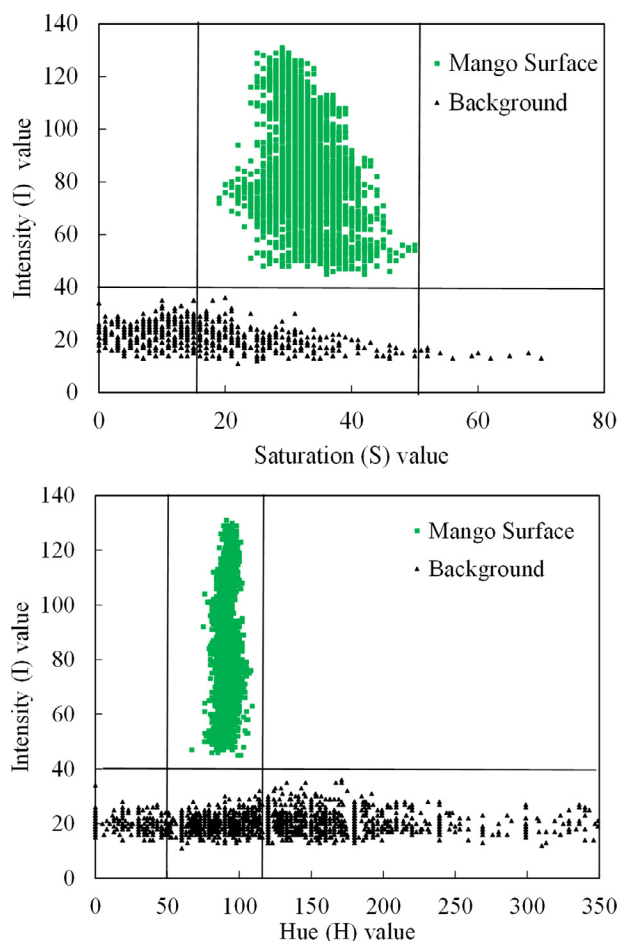 140
120
100
80
60
40
20
0
Intensity (I) value
Mango Surface
Background
0 20 40 60 80
Saturation (S) value
140
120
100
80
60
40
20
0
Intensity (I) value
Mango Surface
Background
0 50 100 150 200 250 300 350
Hue (H) value